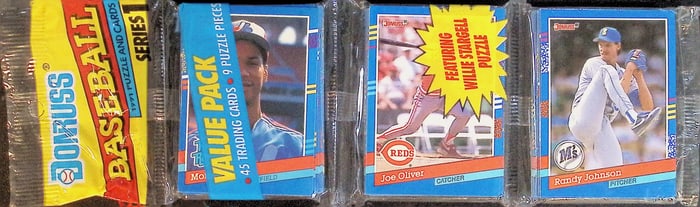 DONRUSS
BASEBALL
1991 PUZZLE AND CARDS
SERIES 1
VALUE PACK
45 TRADING CARDS • 9 PUZZLE PIECES
FIELD
Donruss
FEATURING
WILLIE STARGELL
PUZZLE
REDS
Joe Oliver
CATCHER
Donruss
M's
Randy Johnson
PITCHER